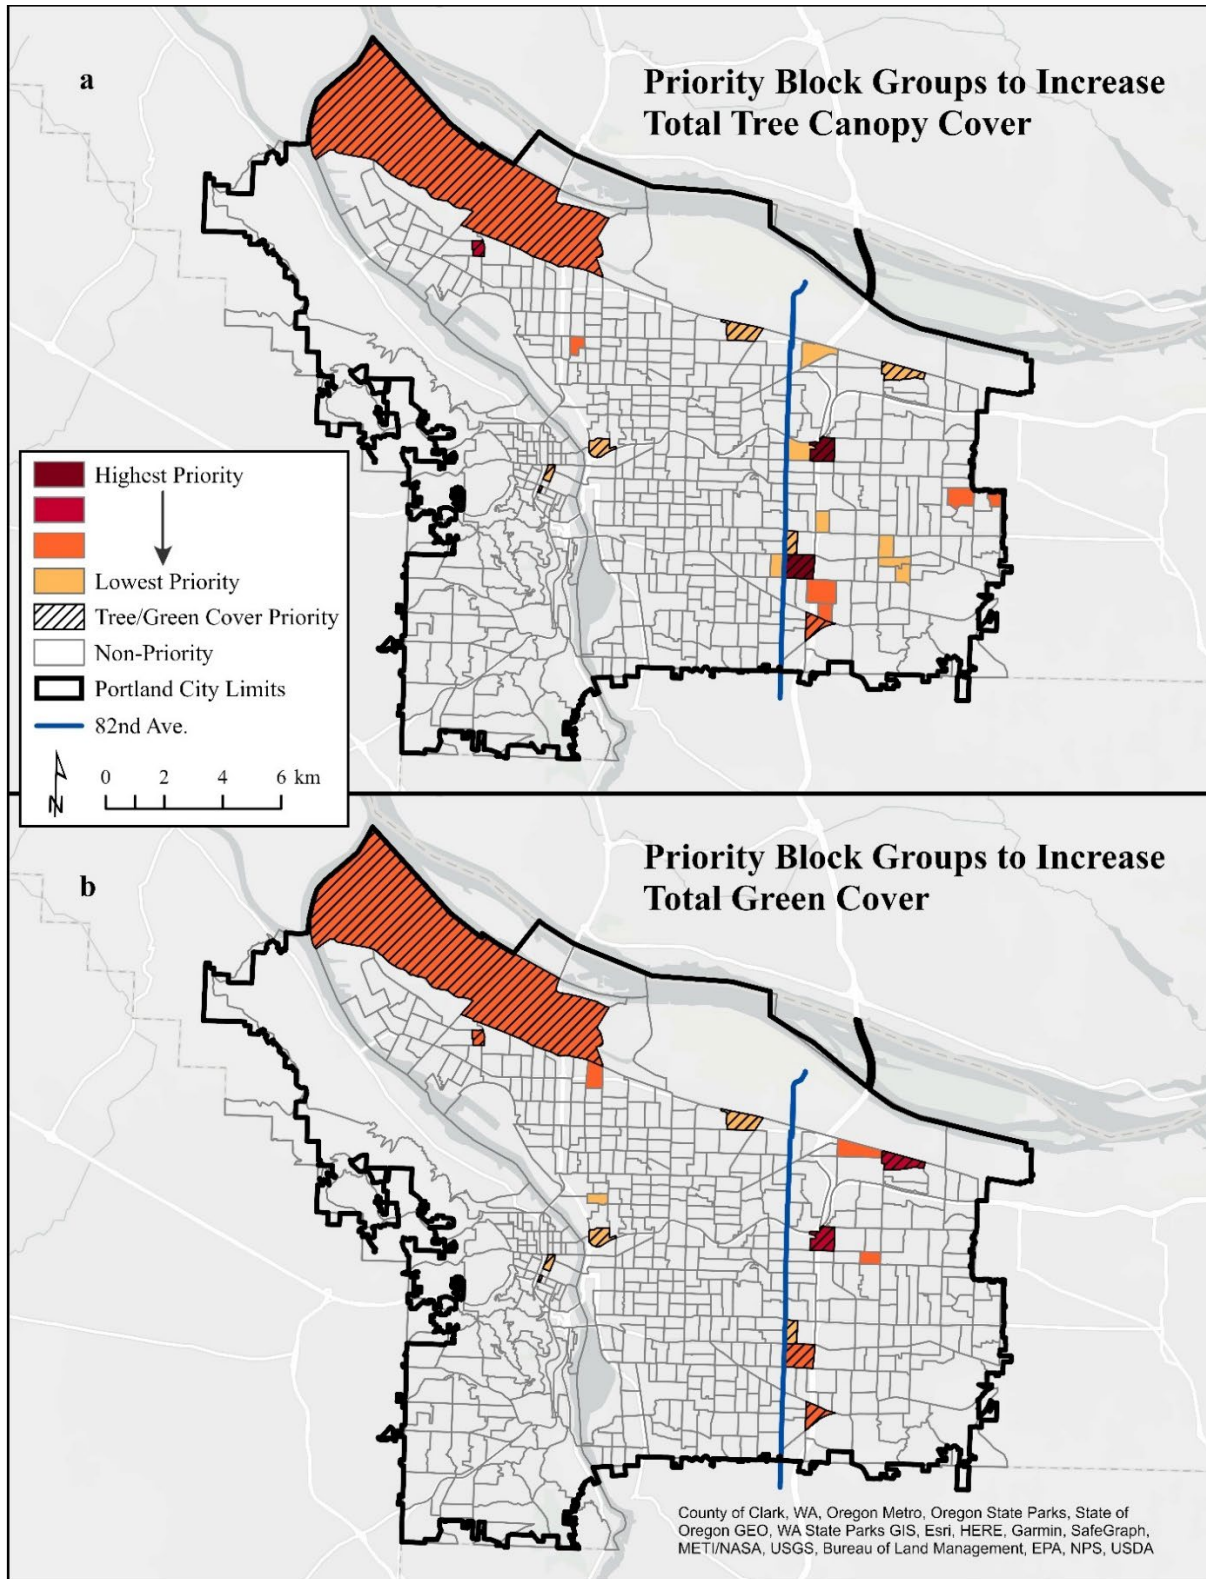 a
Priority Block Groups to Increase
Total Tree Canopy Cover
Highest Priority
Lowest Priority
Tree/Green Cover Priority
Non-Priority
Portland City Limits
82nd Ave.
N
0 2 4 6 km
b
Priority Block Groups to Increase
Total Green Cover
County of Clark, WA, Oregon Metro, Oregon State Parks, State of
Oregon GEO, WA State Parks GIS, Esri, HERE, Garmin, SafeGraph,
METI/NASA, USGS, Bureau of Land Management, EPA, NPS, USDA